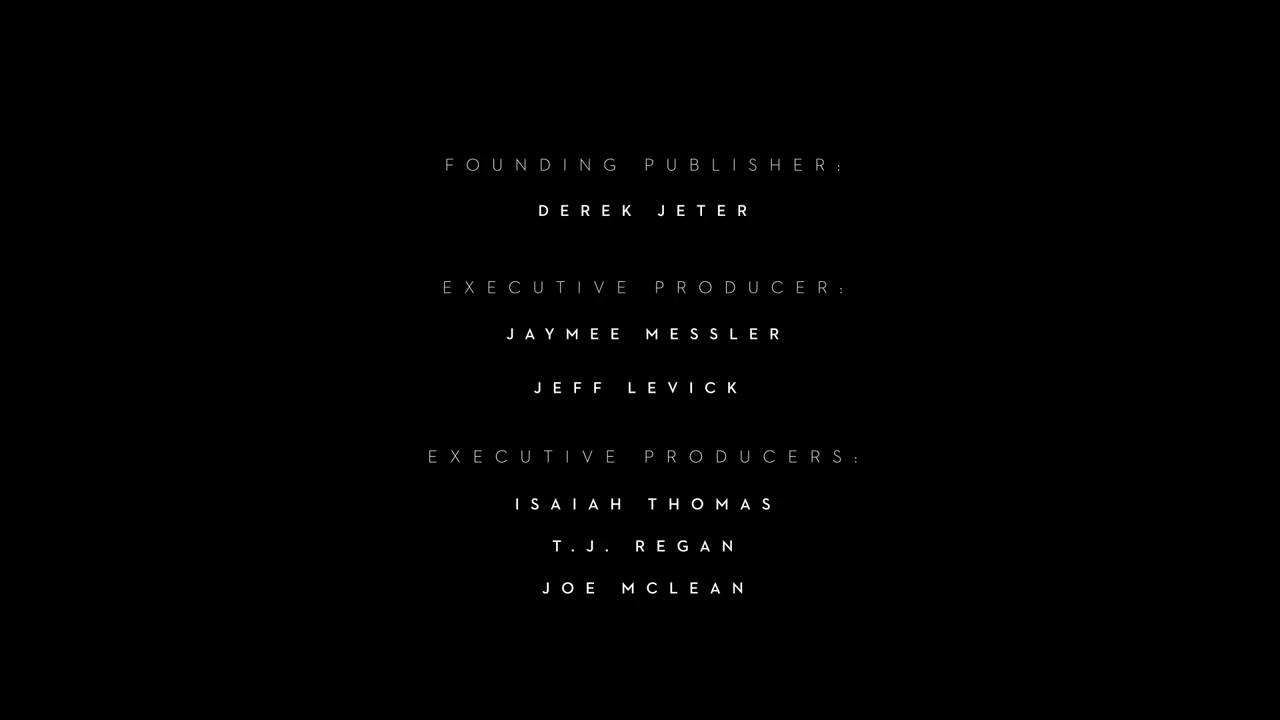 FOUNDING PUBLISHER:
DEREK JETER
EXECUTIVE PRODUCER:
JAYMEE MESSLER
JEFF LEVICK
EXECUTIVE PRODUCERS:
ISAIAH THOMAS
T.J. REGAN
JOE MCLEAN